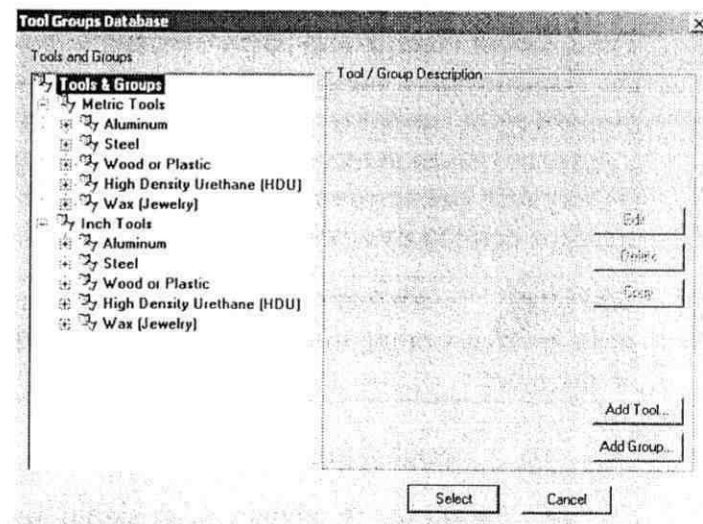 Tool Groups Database
Tools and Groups
Tools & Groups
Metric Tools
Aluminum
Steel
Wood or Plastic
High Density Urethane (HDU)
Wax (Jewelry)
Inch Tools
Aluminum
Steel
Wood or Plastic
High Density Urethane (HDU)
Wax (Jewelry)
Tool / Group Description
Edit
Delete
Copy
Add Tool...
Add Group...
Select
Cancel